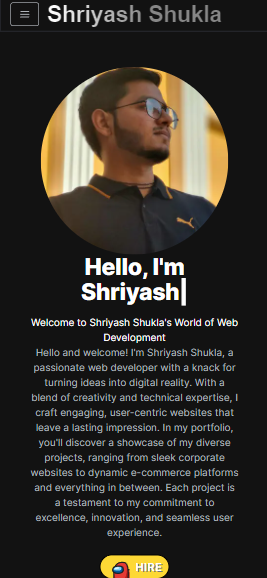 Shriyash Shukla
Hello, I'm
Shriyash|
Welcome to Shriyash Shukla's World of Web
Development
Hello and welcome! I'm Shriyash Shukla, a
passionate web developer with a knack for
turning ideas into digital reality. With a
blend of creativity and technical expertise, I
craft engaging, user-centric websites that
leave a lasting impression. In my portfolio,
you'll discover a showcase of my diverse
projects, ranging from sleek corporate
websites to dynamic e-commerce platforms
and everything in between. Each project is
a testament to my commitment to
excellence, innovation, and seamless user
experience.
HIRE